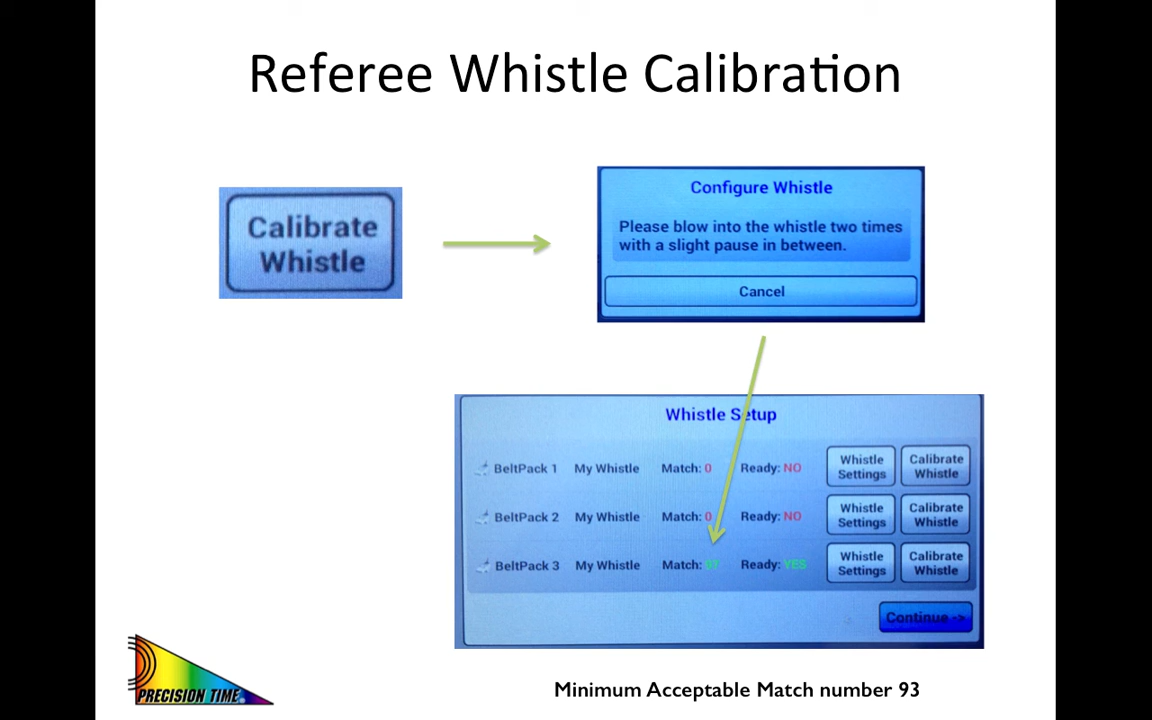 Referee Whistle Calibration
Calibrate
Whistle
Configure Whistle
Please blow into the whistle two times
with a slight pause in between.
Cancel
Whistle Setup
BeltPack 1 My Whistle Match: 0 Ready: NO Whistle Settings Calibrate Whistle
BeltPack 2 My Whistle Match: 0 Ready: NO Whistle Settings Calibrate Whistle
BeltPack 3 My Whistle Match: Ready: YES Whistle Settings Calibrate Whistle
Continue ->
PRECISION TIME
Minimum Acceptable Match number 93